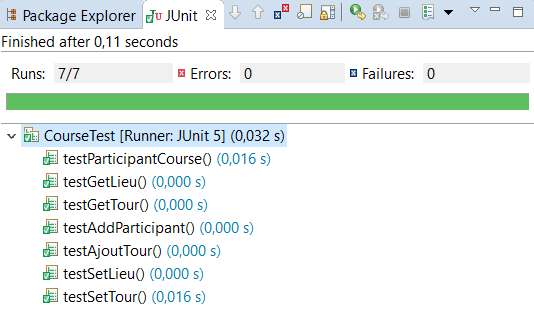 Package Explorer JUnit
Finished after 0,11 seconds
Runs: 7/7 Errors: 0 Failures: 0
CourseTest [Runner: JUnit 5] (0,032 s)
testParticipantCourse() (0,016 s)
testGetLieu() (0,000 s)
testGetTour() (0,000 s)
testAddParticipant() (0,000 s)
testAjoutTour() (0,000 s)
testSetLieu() (0,000 s)
testSetTour() (0,016 s)